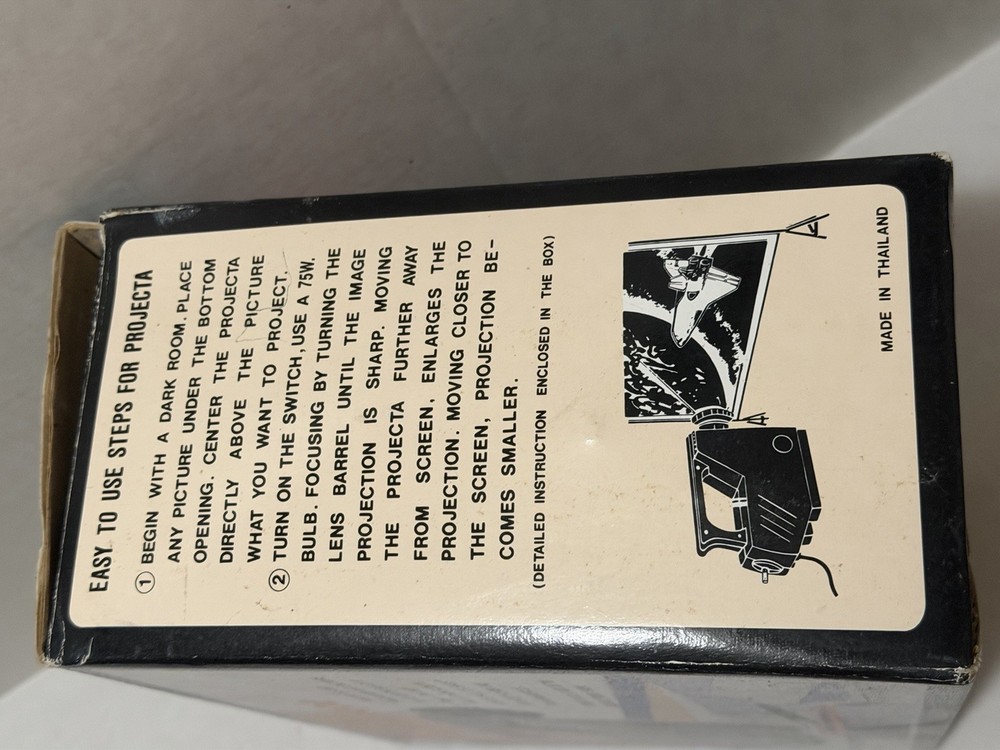 EASY TO USE STEPS FOR PROJECTA
① BEGIN WITH A DARK ROOM. PLACE
ANY PICTURE UNDER THE BOTTOM
OPENING. CENTER THE PROJECTA
DIRECTLY ABOVE THE PICTURE
WHAT YOU WANT TO PROJECT.
② TURN ON THE SWITCH, USE A 75W.
BULB. FOCUSING BY TURNING THE
LENS BARREL UNTIL THE IMAGE
PROJECTION IS SHARP. MOVING
THE PROJECTA FURTHER AWAY
FROM SCREEN, ENLARGES THE
PROJECTION. MOVING CLOSER TO
THE SCREEN, PROJECTION BE-
COMES SMALLER.
(DETAILED INSTRUCTION ENCLOSED IN THE BOX)
MADE IN THAILAND